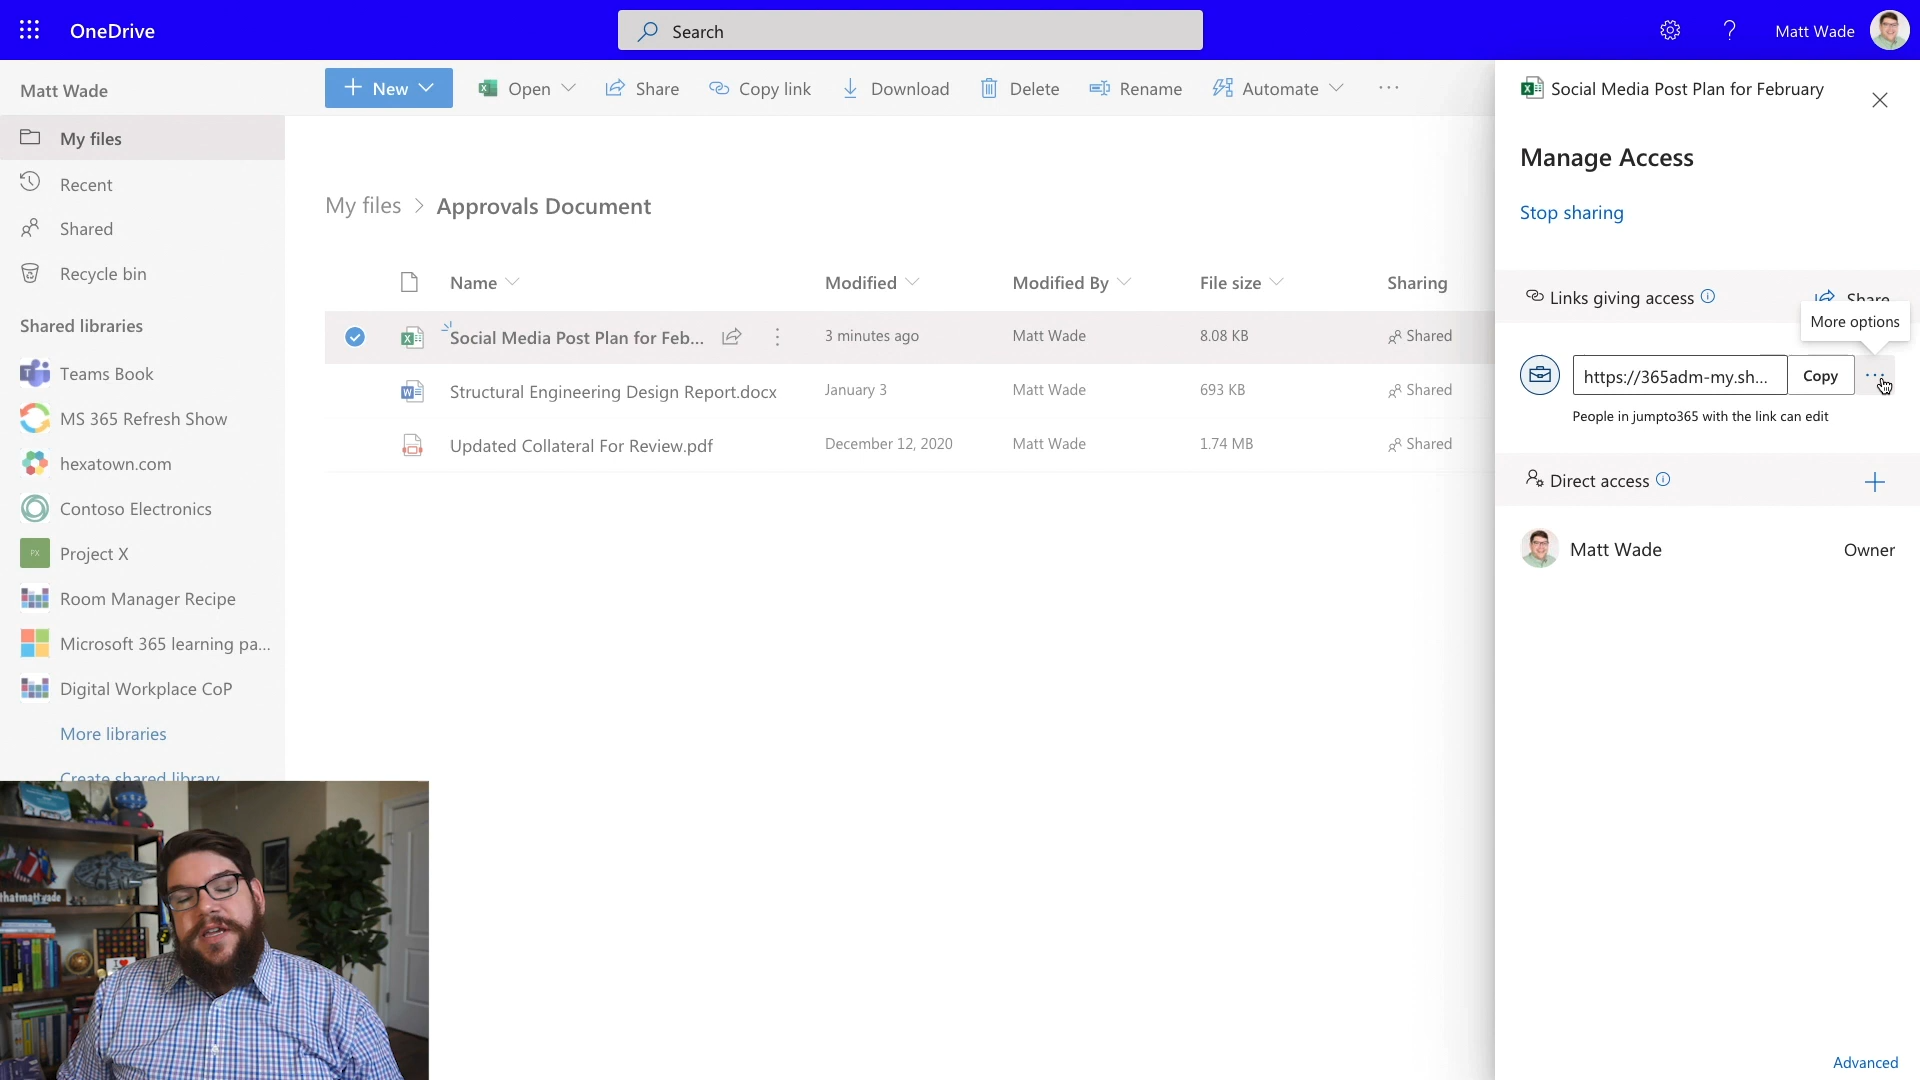 OneDrive
Search
Matt Wade
Matt Wade
New
Open
Share
Copy link
Download
Delete
Rename
Automate
Social Media Post Plan for February
My files
Recent
Shared
Recycle bin
Shared libraries
Teams Book
MS 365 Refresh Show
hexatown.com
Contoso Electronics
PX
Project X
Room Manager Recipe
Microsoft 365 learning pa...
Digital Workplace CoP
More libraries
Create shared library
My files > Approvals Document
Name Modified Modified By File size Sharing
Social Media Post Plan for Feb... 3 minutes ago Matt Wade 8.08 KB Shared
Structural Engineering Design Report.docx January 3 Matt Wade 693 KB Shared
Updated Collateral For Review.pdf December 12, 2020 Matt Wade 1.74 MB Shared
Manage Access
Stop sharing
Links giving access
Share
More options
https://365adm-my.sh...
Copy
People in jumpto365 with the link can edit
Direct access
Matt Wade
Owner
Advanced
thatmattwade